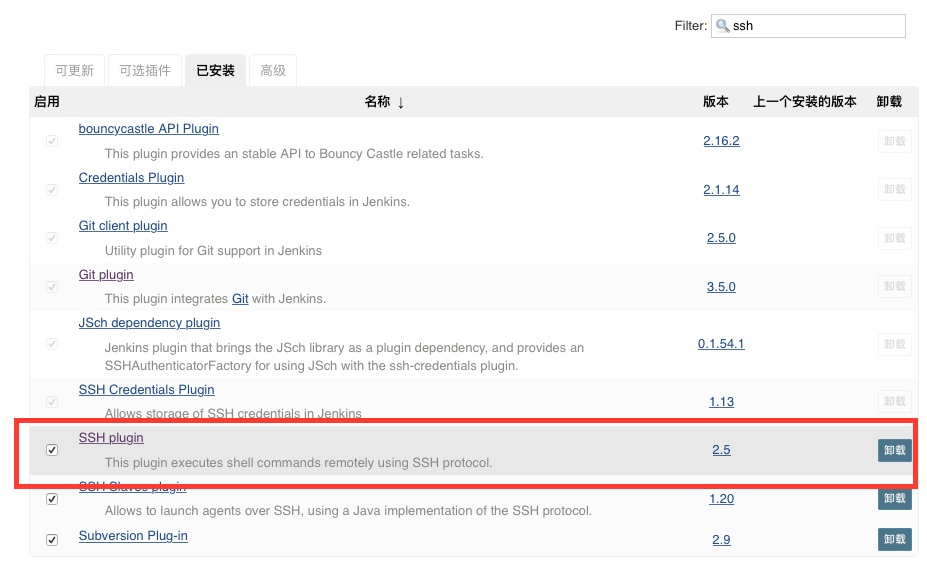 Filter: ssh
可更新 可选插件 已安装 高级
启用 名称 ↓ 版本 上一个安装的版本 卸载
bouncycastle API Plugin
This plugin provides an stable API to Bouncy Castle related tasks.
2.16.2 卸载
Credentials Plugin
This plugin allows you to store credentials in Jenkins.
2.1.14 卸载
Git client plugin
Utility plugin for Git support in Jenkins
2.5.0 卸载
Git plugin
This plugin integrates Git with Jenkins.
3.5.0 卸载
JSch dependency plugin
Jenkins plugin that brings the JSch library as a plugin dependency, and provides an
SSHAuthenticatorFactory for using JSch with the ssh-credentials plugin.
0.1.54.1 卸载
SSH Credentials Plugin
Allows storage of SSH credentials in Jenkins
1.13 卸载
SSH plugin
This plugin executes shell commands remotely using SSH protocol.
2.5 卸载
SSH Slaves plugin
Allows to launch agents over SSH, using a Java implementation of the SSH protocol.
1.20 卸载
Subversion Plug-in
2.9 卸载